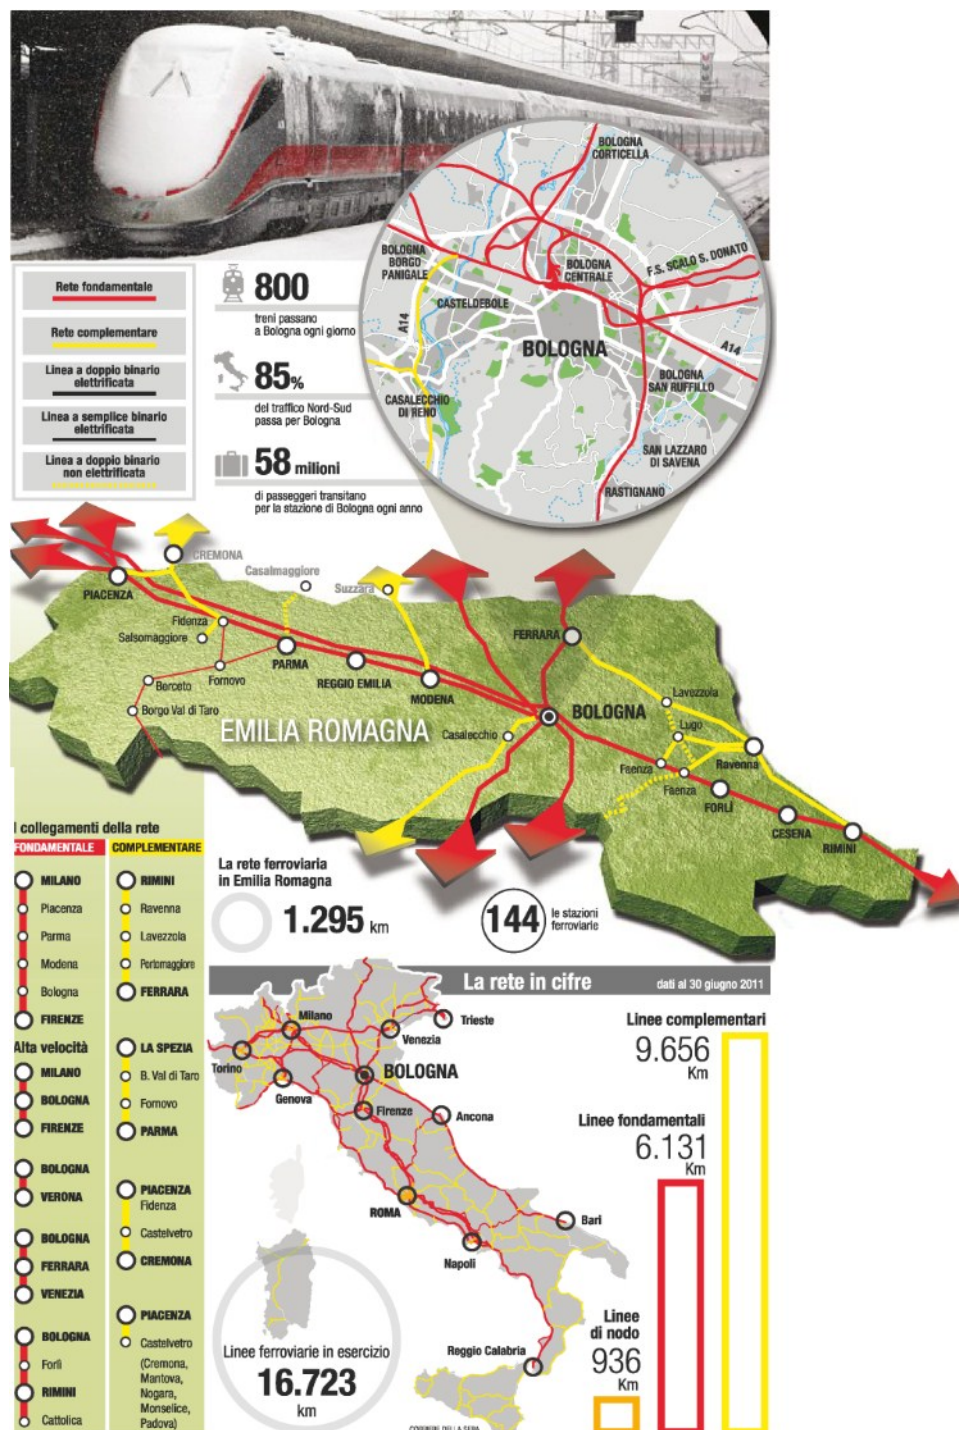 BOLOGNA
CORTICELLA
BOLOGNA
BORGO
PANIGALE
BOLOGNA
CENTRALE
F.S. SCALO S. DONATO
CASTELDEBOLE
A14
BOLOGNA
A14
BOLOGNA
SAN RUFFILLO
CASALECCHIO
DI RENO
SAN LAZZARO
DI SAVENA
RASTIGNANO
Rete fondamentale
Rete complementare
Linea a doppio binario
elettrificata
Linea a semplice binario
elettrificata
Linea a doppio binario
non elettrificata
800
treni passano
a Bologna ogni giorno
85%
del traffico Nord-Sud
passa per Bologna
58 milioni
di passeggeri transitano
per la stazione di Bologna ogni anno
CREMONA
Casalmaggiore
Suzzara
PIACENZA
Fidenza
Salsomaggiore
FERRARA
PARMA
Fornovo
REGGIO EMILIA
Berceto
MODENA
Lavezzola
Borgo Val di Taro
EMILIA ROMAGNA
BOLOGNA
Casalecchio
Lugo
Ravenna
Faenza
Faenza
FORLÌ
CESENA
RIMINI
I collegamenti della rete
FONDAMENTALE
MILANO
Piacenza
Parma
Modena
Bologna
FIRENZE
Alta velocità
MILANO
BOLOGNA
FIRENZE
BOLOGNA
VERONA
BOLOGNA
FERRARA
VENEZIA
BOLOGNA
Forlì
RIMINI
Cattolica
COMPLEMENTARE
RIMINI
Ravenna
Lavezzola
Portomaggiore
FERRARA
LA SPEZIA
B. Val di Taro
Fornovo
PARMA
PIACENZA
Fidenza
Castelvetro
CREMONA
PIACENZA
Castelvetro
(Cremona,
Mantova,
Nogara,
Monselice,
Padova)
La rete ferroviaria
in Emilia Romagna
1.295 km
144
le stazioni
ferroviarie
La rete in cifre
dati al 30 giugno 2011
Milano
Trieste
Venezia
Torino
BOLOGNA
Genova
Firenze
Ancona
ROMA
Bari
Napoli
Reggio Calabria
Linee ferroviarie in esercizio
16.723
km
Linee complementari
9.656
Km
Linee fondamentali
6.131
Km
Linee
di nodo
936
Km
CORRIERE DELLA SERA